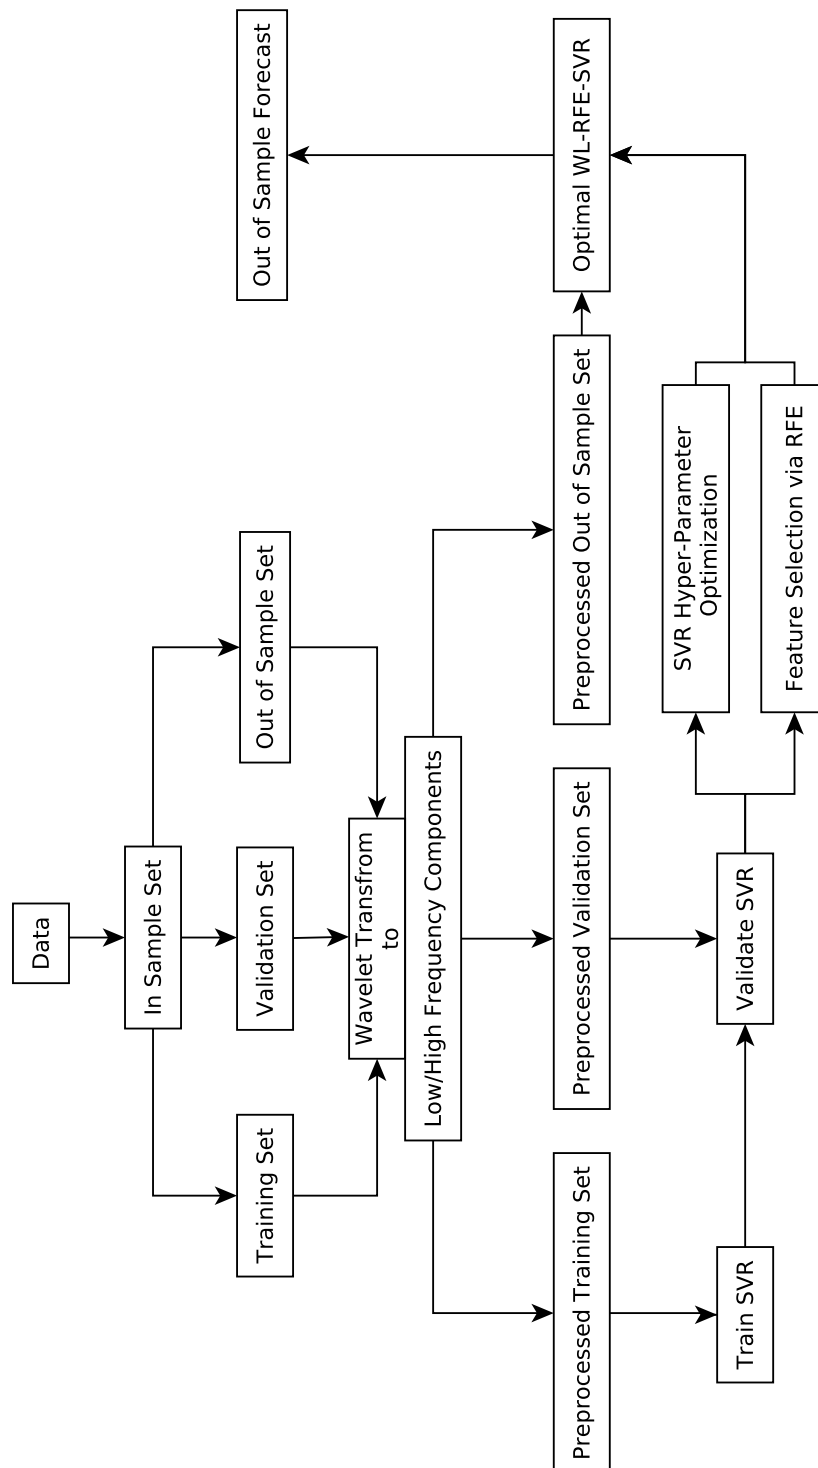 Data
In Sample Set
Training Set
Validation Set
Out of Sample Set
Wavelet Transfrom
to
Low/High Frequency Components
Preprocessed Training Set
Preprocessed Validation Set
Preprocessed Out of Sample Set
Train SVR
Validate SVR
SVR Hyper-Parameter
Optimization
Feature Selection via RFE
Optimal WL-RFE-SVR
Out of Sample Forecast